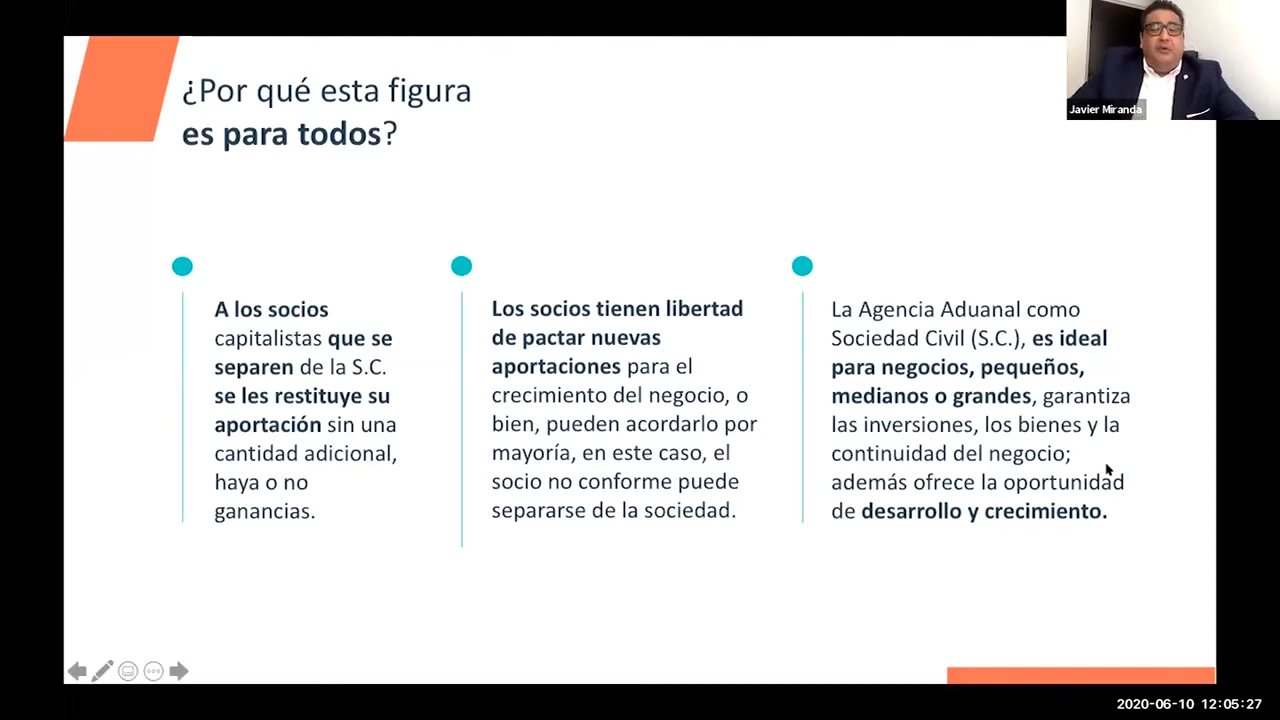 ¿Por qué esta figura
es para todos?
Javier Miranda
A los socios
capitalistas que se
separen de la S.C.
se les restituye su
aportación sin una
cantidad adicional,
haya o no
ganancias.
Los socios tienen libertad
de pactar nuevas
aportaciones para el
crecimiento del negocio, o
bien, pueden acordarlo por
mayoría, en este caso, el
socio no conforme puede
separarse de la sociedad.
La Agencia Aduanal como
Sociedad Civil (S.C.), es ideal
para negocios, pequeños,
medianos o grandes, garantiza
las inversiones, los bienes y la
continuidad del negocio;
además ofrece la oportunidad
de desarrollo y crecimiento.
2020-06-10 12:05:27